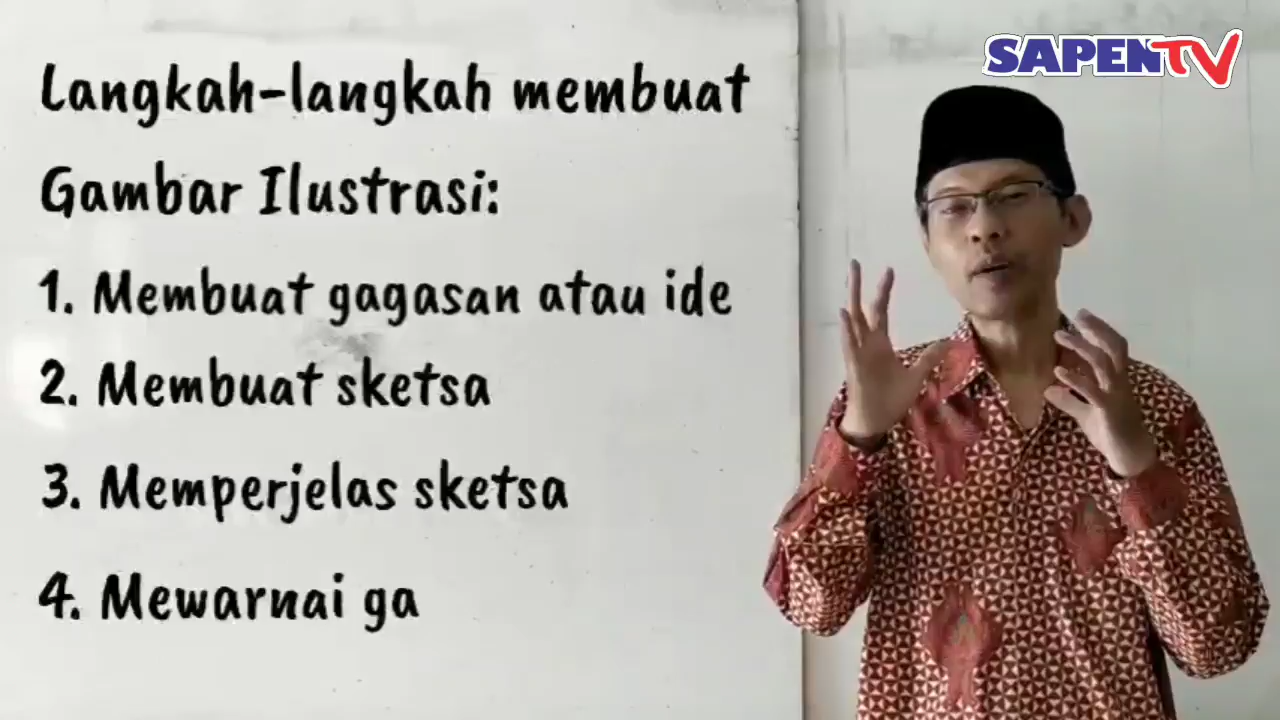 SAPENTV
Langkah-langkah membuat
Gambar Ilustrasi:
1. Membuat gagasan atau ide
2. Membuat sketsa
3. Memperjelas sketsa
4. Mewarnai ga